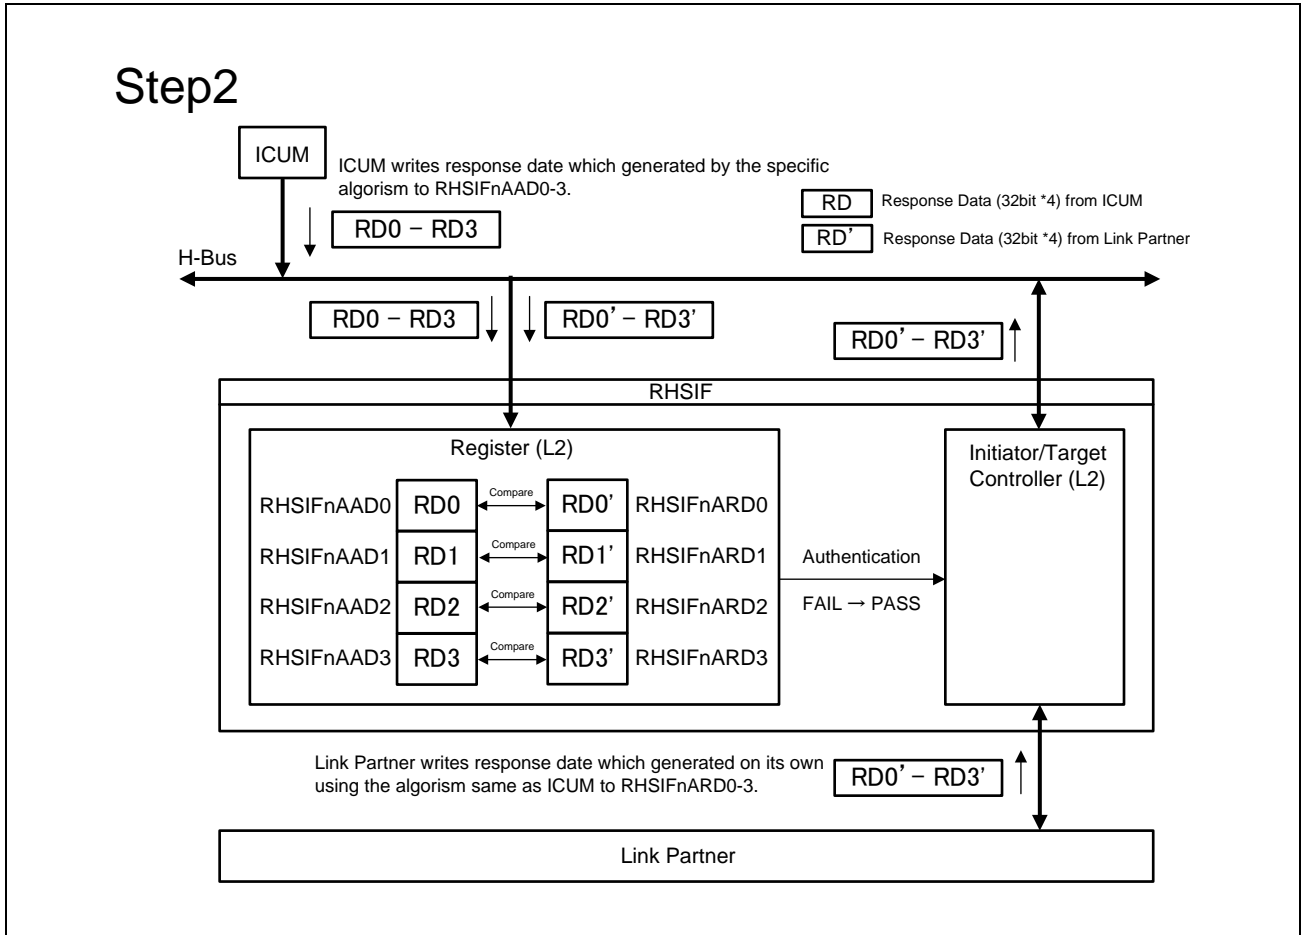 Step2
ICUM
ICUM writes response date which generated by the specific
algorism to RHSIFnAAD0-3.
RD0 – RD3
RD Response Data (32bit *4) from ICUM
RD' Response Data (32bit *4) from Link Partner
H-Bus
RD0 – RD3
RD0' – RD3'
RD0' – RD3'
RHSIF
Register (L2)
Initiator/Target
Controller (L2)
RHSIFnAAD0 RD0 Compare RD0' RHSIFnARD0
RHSIFnAAD1 RD1 Compare RD1' RHSIFnARD1
RHSIFnAAD2 RD2 Compare RD2' RHSIFnARD2
RHSIFnAAD3 RD3 Compare RD3' RHSIFnARD3
Authentication
FAIL → PASS
Link Partner writes response date which generated on its own
using the algorism same as ICUM to RHSIFnARD0-3.
RD0' – RD3'
Link Partner